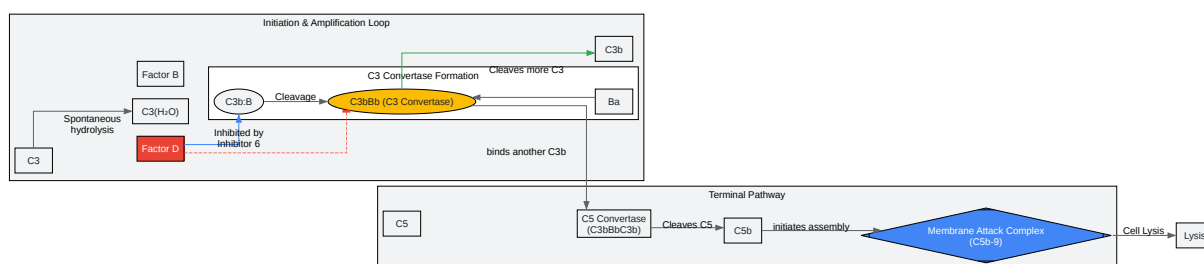 Initiation & Amplification Loop
C3b
Cleaves more C3
C3 Convertase Formation
Factor B
C3b:B
Cleavage
C3bBb (C3 Convertase)
Ba
C3(H₂O)
Spontaneous
hydrolysis
Inhibited by
Inhibitor 6
Factor D
C3
binds another C3b
Terminal Pathway
C5
C5 Convertase
(C3bBbC3b)
Cleaves C5
C5b
initiates assembly
Membrane Attack Complex
(C5b-9)
Cell Lysis
Lysis